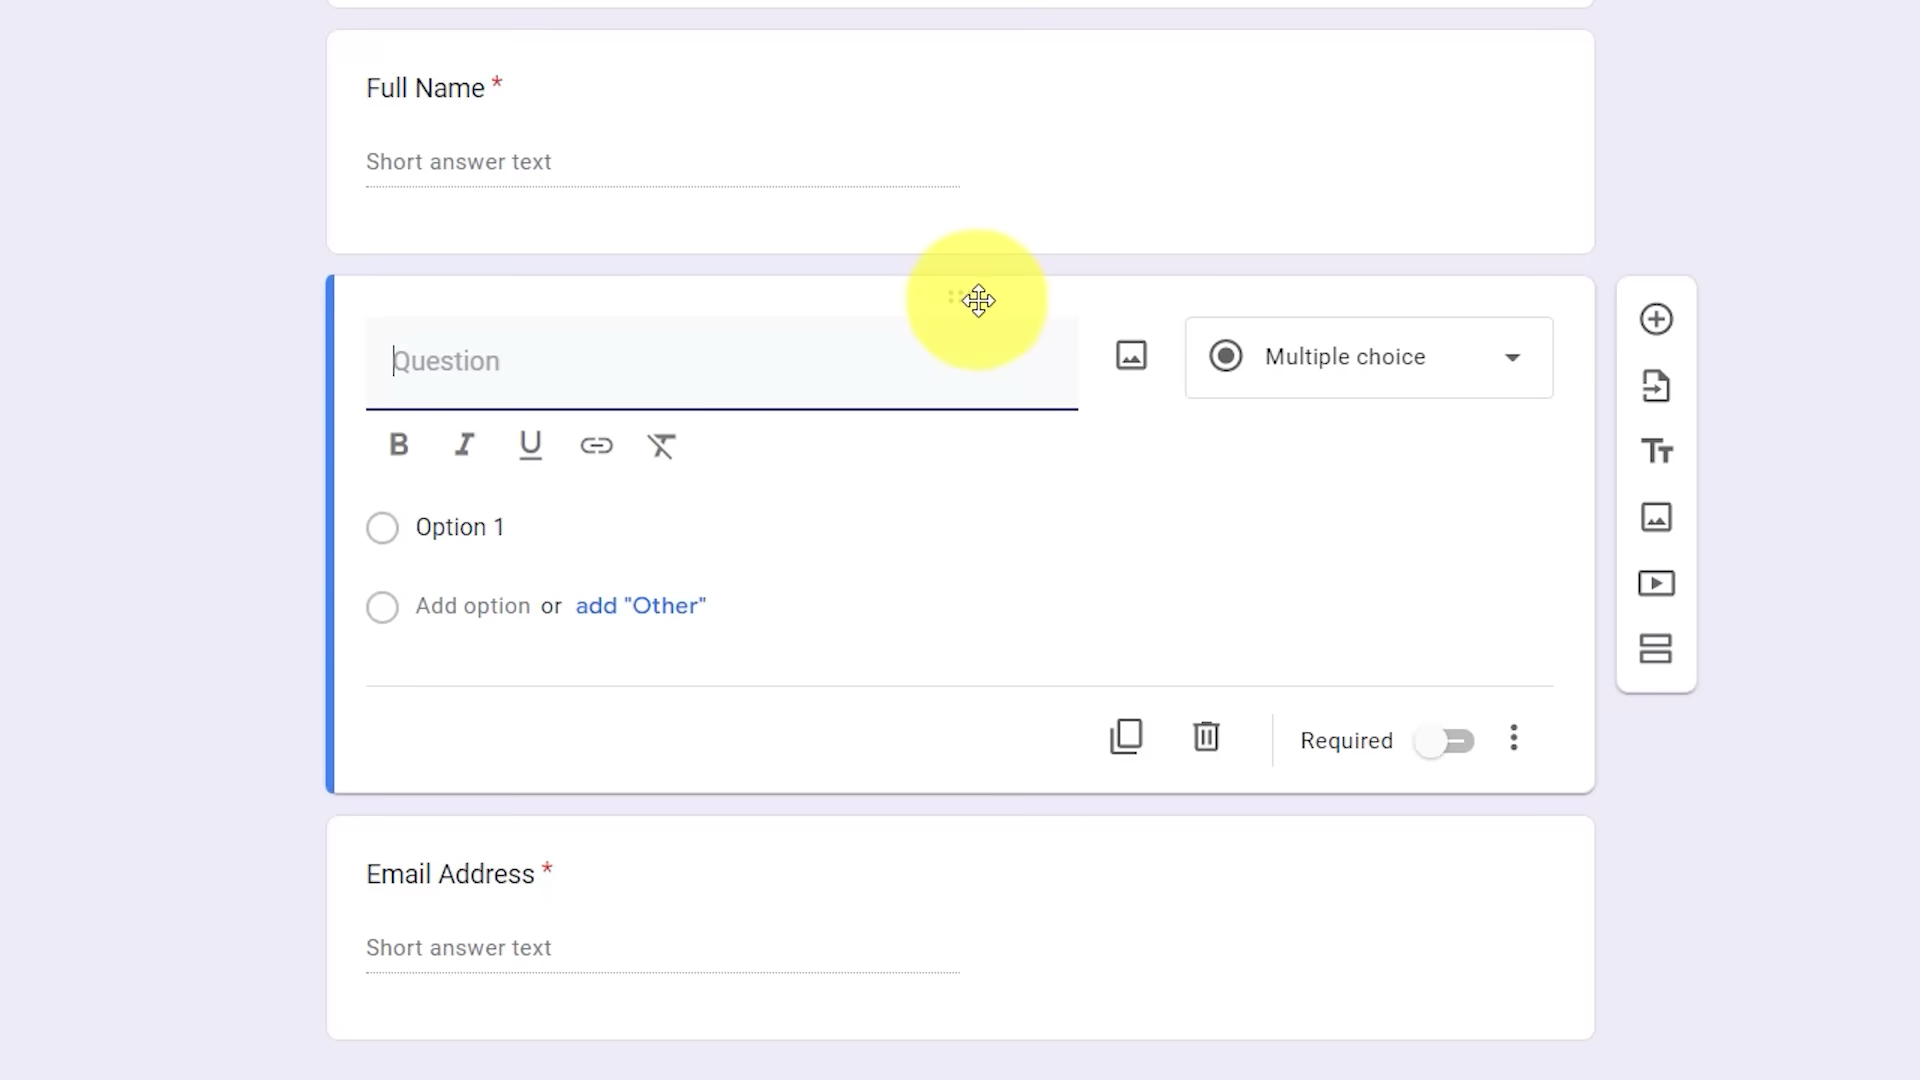 Full Name *
Short answer text
Question
Multiple choice
B I U
Option 1
Add option or add "Other"
Required
Email Address *
Short answer text